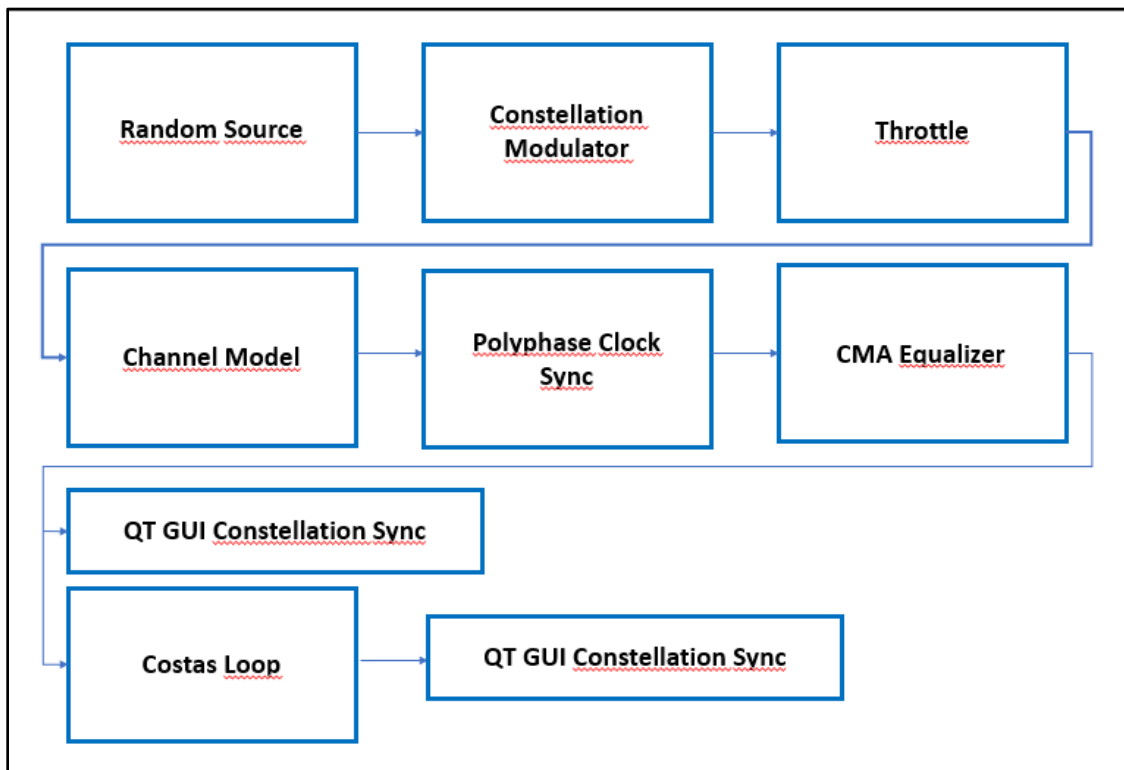 Random Source
Constellation
Modulator
Throttle
Channel Model
Polyphase Clock
Sync
CMA Equalizer
QT GUI Constellation Sync
Costas Loop
QT GUI Constellation Sync